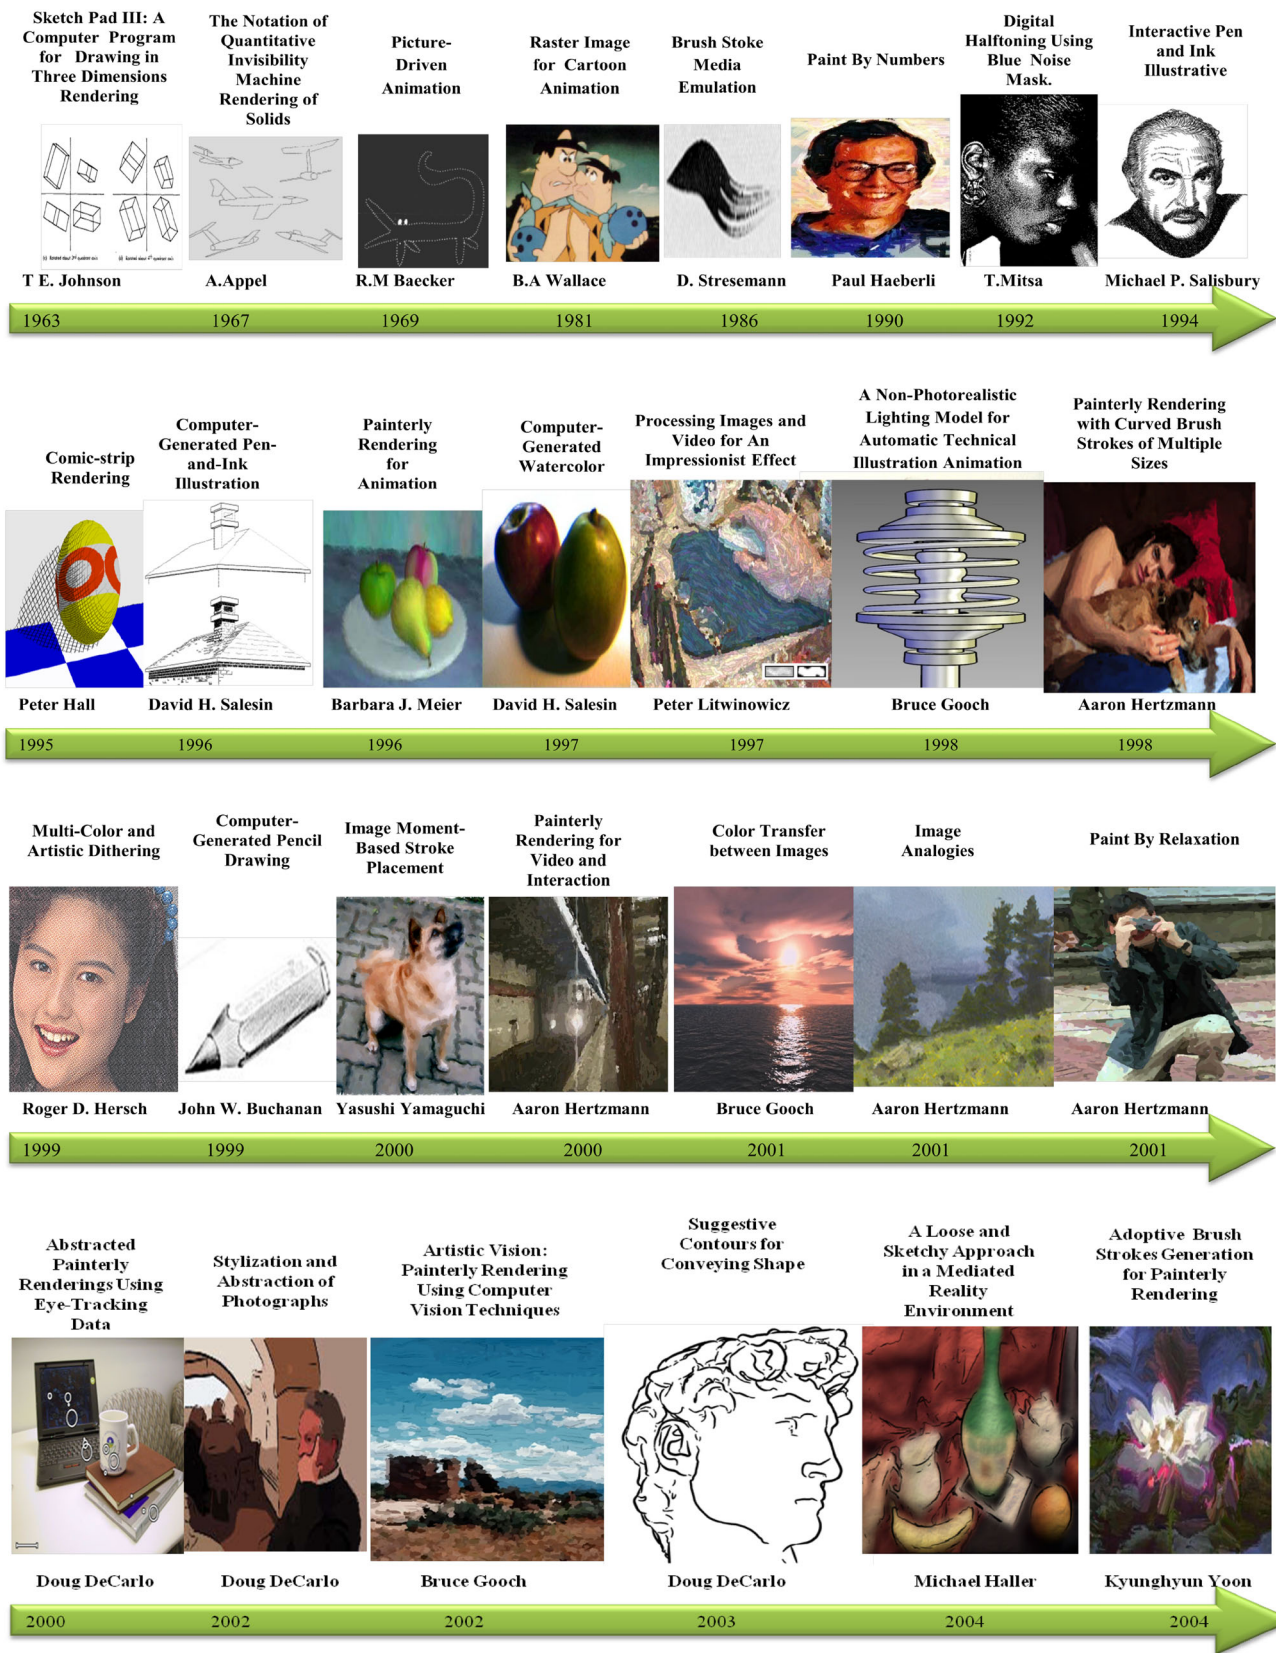 Sketch Pad III: A
Computer Program
for Drawing in
Three Dimensions
Rendering
The Notation of
Quantitative
Invisibility
Machine
Rendering of
Solids
Picture-
Driven
Animation
Raster Image
for Cartoon
Animation
Brush Stoke
Media
Emulation
Paint By Numbers
Digital
Halftoning Using
Blue Noise
Mask.
Interactive Pen
and Ink
Illustrative
T E. Johnson
A.Appel
R.M Baecker
B.A Wallace
D. Stresemann
Paul Haeberli
T.Mitsa
Michael P. Salisbury
1963
1967
1969
1981
1986
1990
1992
1994
Comic-strip
Rendering
Computer-
Generated Pen-
and-Ink
Illustration
Painterly
Rendering
for
Animation
Computer-
Generated
Watercolor
Processing Images and
Video for An
Impressionist Effect
A Non-Photorealistic
Lighting Model for
Automatic Technical
Illustration Animation
Painterly Rendering
with Curved Brush
Strokes of Multiple
Sizes
Peter Hall
David H. Salesin
Barbara J. Meier
David H. Salesin
Peter Litwinowicz
Bruce Gooch
Aaron Hertzmann
1995
1996
1996
1997
1997
1998
1998
Multi-Color and
Artistic Dithering
Computer-
Generated Pencil
Drawing
Image Moment-
Based Stroke
Placement
Painterly
Rendering for
Video and
Interaction
Color Transfer
between Images
Image
Analogies
Paint By Relaxation
Roger D. Hersch
John W. Buchanan
Yasushi Yamaguchi
Aaron Hertzmann
Bruce Gooch
Aaron Hertzmann
Aaron Hertzmann
1999
1999
2000
2000
2001
2001
2001
Abstracted
Painterly
Renderings Using
Eye-Tracking
Data
Stylization and
Abstraction of
Photographs
Artistic Vision:
Painterly Rendering
Using Computer
Vision Techniques
Suggestive
Contours for
Conveying Shape
A Loose and
Sketchy Approach
in a Mediated
Reality
Environment
Adoptive Brush
Strokes Generation
for Painterly
Rendering
Doug DeCarlo
Doug DeCarlo
Bruce Gooch
Doug DeCarlo
Michael Haller
Kyunghyun Yoon
2000
2002
2002
2003
2004
2004